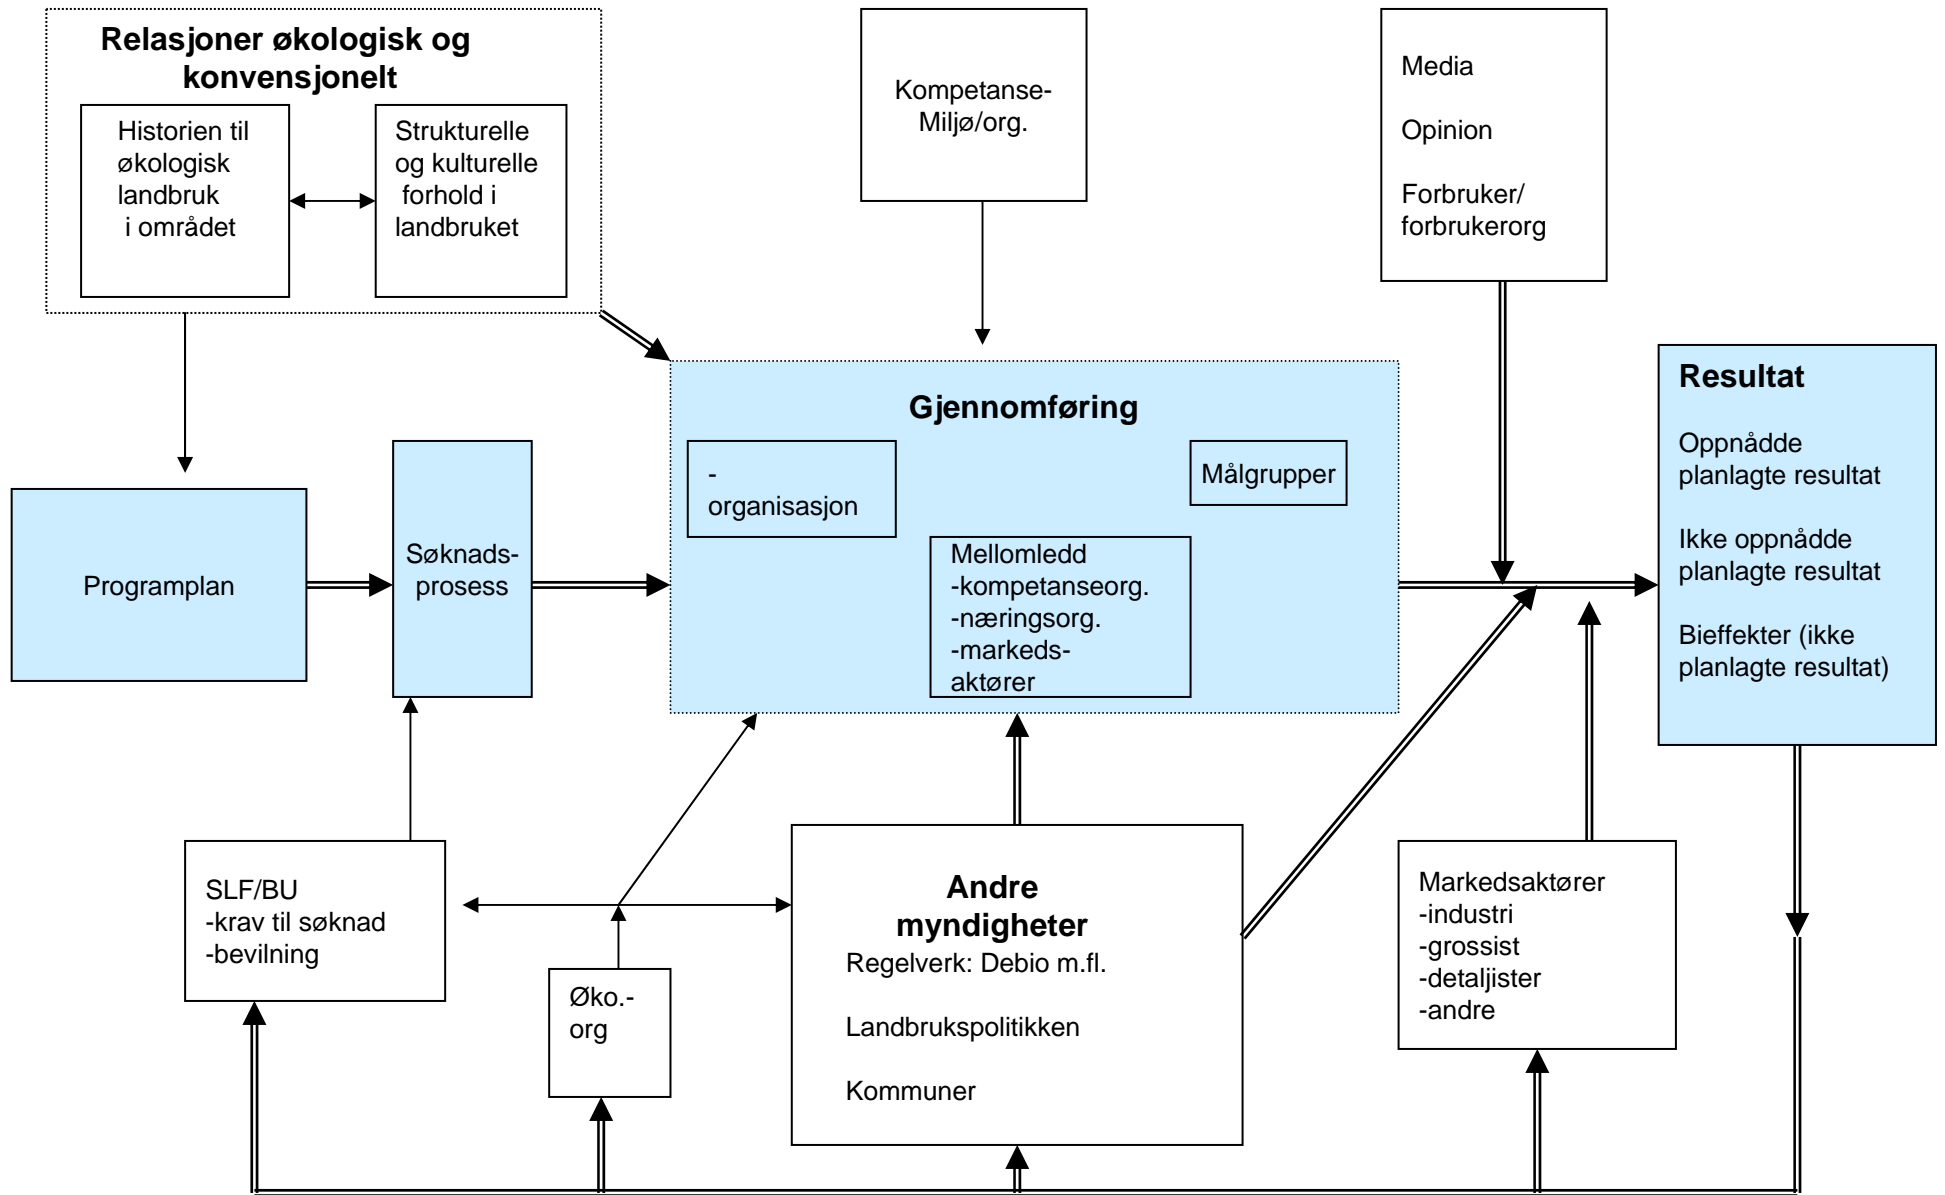 Relasjoner økologisk og
konvensjonelt
Historien til
økologisk
landbruk
i området
Strukturelle
og kulturelle
forhold i
landbruket
Kompetanse-
Miljø/org.
Media
Opinion
Forbruker/
forbrukerorg
Programplan
Søknads-
prosess
Gjennomføring
-
organisasjon
Målgrupper
Mellomledd
-kompetanseorg.
-næringsorg.
-markeds-
aktører
Resultat
Oppnådde
planlagte resultat
Ikke oppnådde
planlagte resultat
Bieffekter (ikke
planlagte resultat)
SLF/BU
-krav til søknad
-bevilning
Øko.-
org
Andre
myndigheter
Regelverk: Debio m.fl.
Landbrukspolitikken
Kommuner
Markedsaktører
-industri
-grossist
-detaljister
-andre